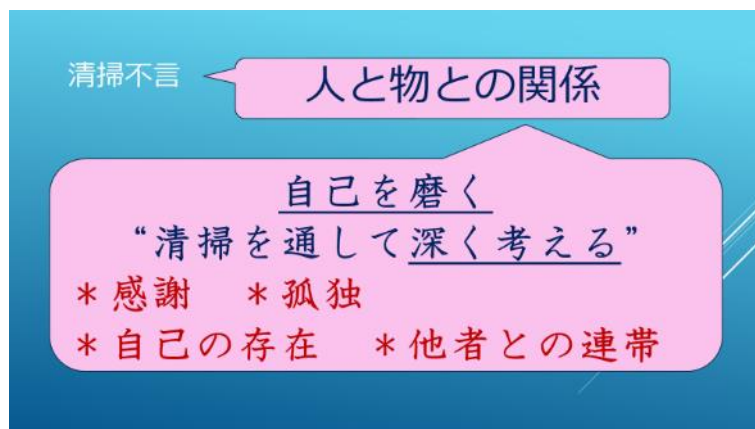 清掃不言
人と物との関係
自己を磨く
“清掃を通して深く考える”
＊感謝　＊孤独
＊自己の存在　＊他者との連帯